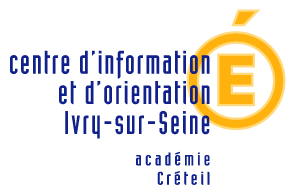 centre d'information
et d'orientation
Ivry-sur-Seine
É
académie
Créteil